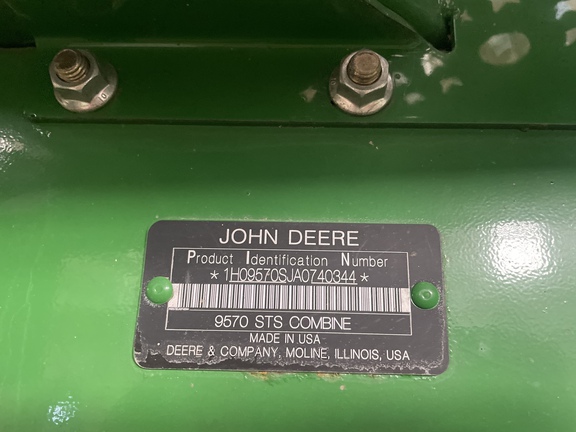 JOHN DEERE
Product Identification Number
*1H09570SJA0740344*
9570 STS COMBINE
MADE IN USA
DEERE & COMPANY, MOLINE, ILLINOIS, USA